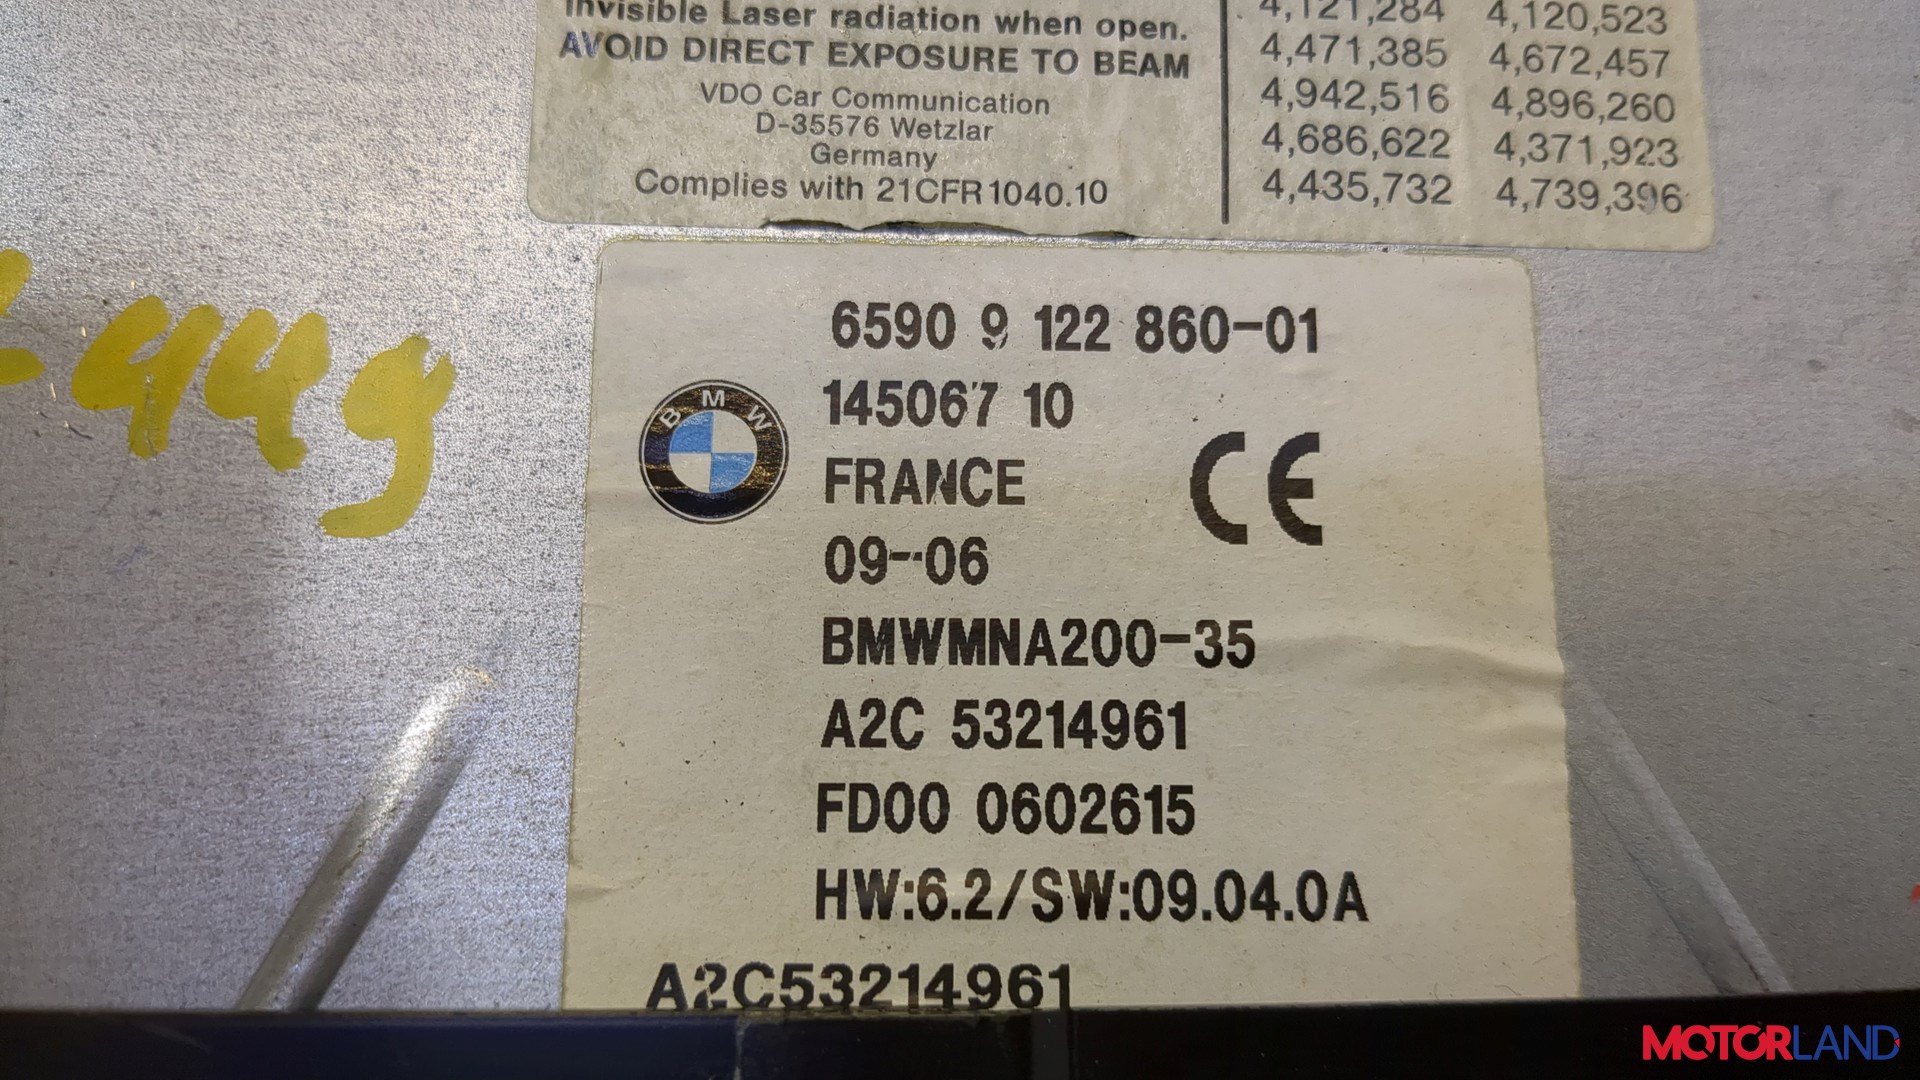 Invisible Laser radiation when open.
AVOID DIRECT EXPOSURE TO BEAM
VDO Car Communication
D-35576 Wetzlar
Germany
Complies with 21CFR1040.10
4,121,284 4,120,523
4,471,385 4,672,457
4,942,516 4,896,260
4,686,622 4,371,923
4,435,732 4,739,396
6590 9 122 860-01
145067 10
BMW
FRANCE
CE
09-06
BMWMNA200-35
A2C 53214961
FD00 0602615
HW:6.2/SW:09.04.0A
A2C53214961
MOTORLAND